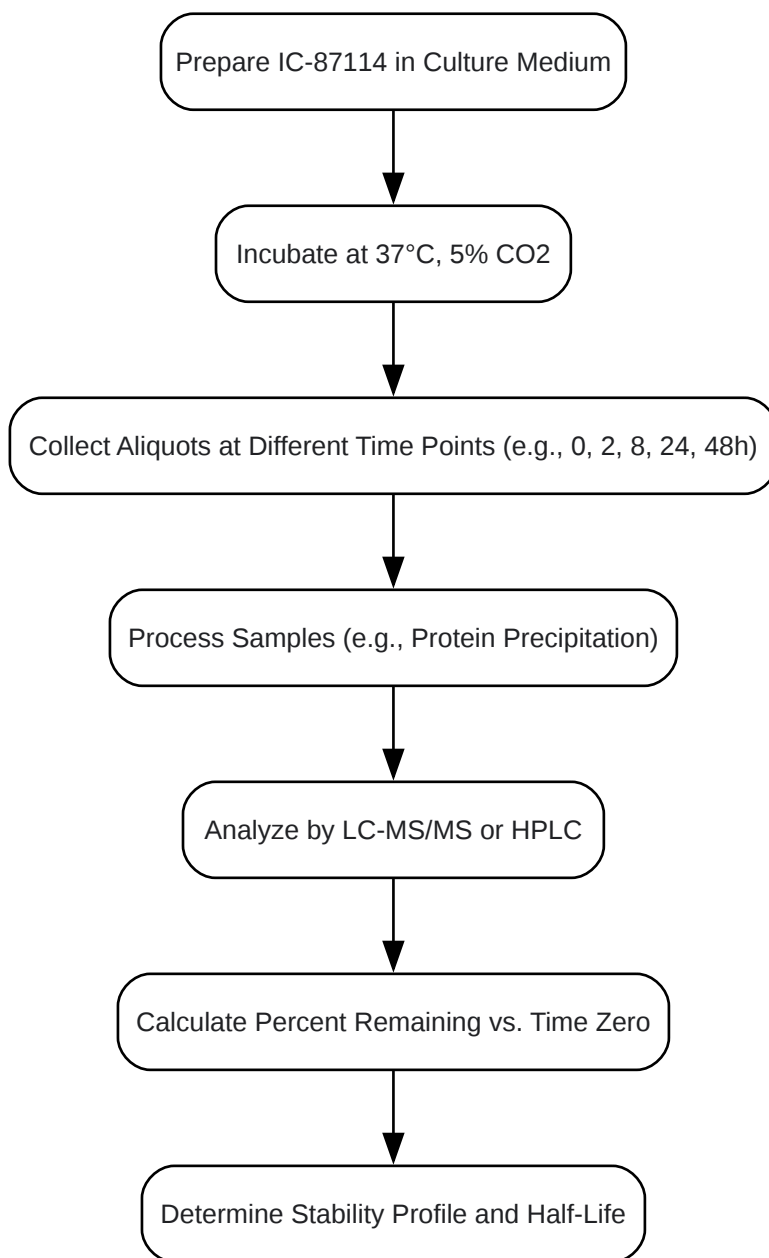 Prepare IC-87114 in Culture Medium
Incubate at 37°C, 5% CO2
Collect Aliquots at Different Time Points (e.g., 0, 2, 8, 24, 48h)
Process Samples (e.g., Protein Precipitation)
Analyze by LC-MS/MS or HPLC
Calculate Percent Remaining vs. Time Zero
Determine Stability Profile and Half-Life